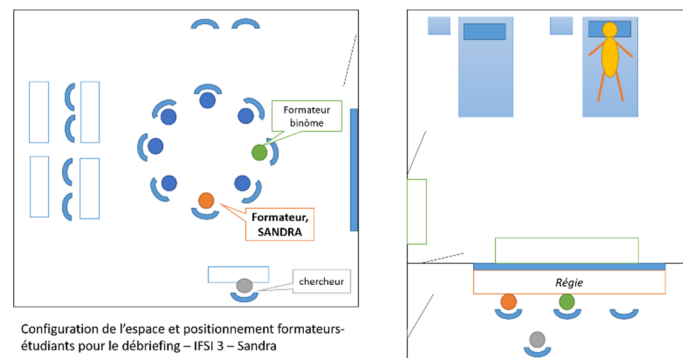 Formateur
binôme
Formateur,
SANDRA
chercheur
Régie
Configuration de l'espace et positionnement formateurs-
étudiants pour le débriefing – IFSI 3 – Sandra